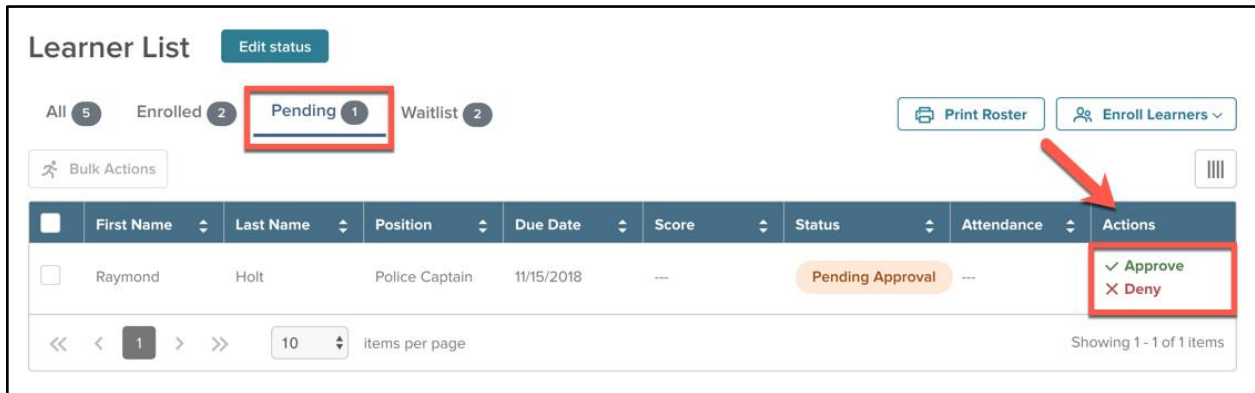 Learner List Edit status
All 5 Enrolled 2 Pending 1 Waitlist 2 Print Roster Enroll Learners
Bulk Actions
First Name Last Name Position Due Date Score Status Attendance Actions
Raymond Holt Police Captain 11/15/2018 --- Pending Approval --- Approve
Deny
1 10 items per page Showing 1 - 1 of 1 items